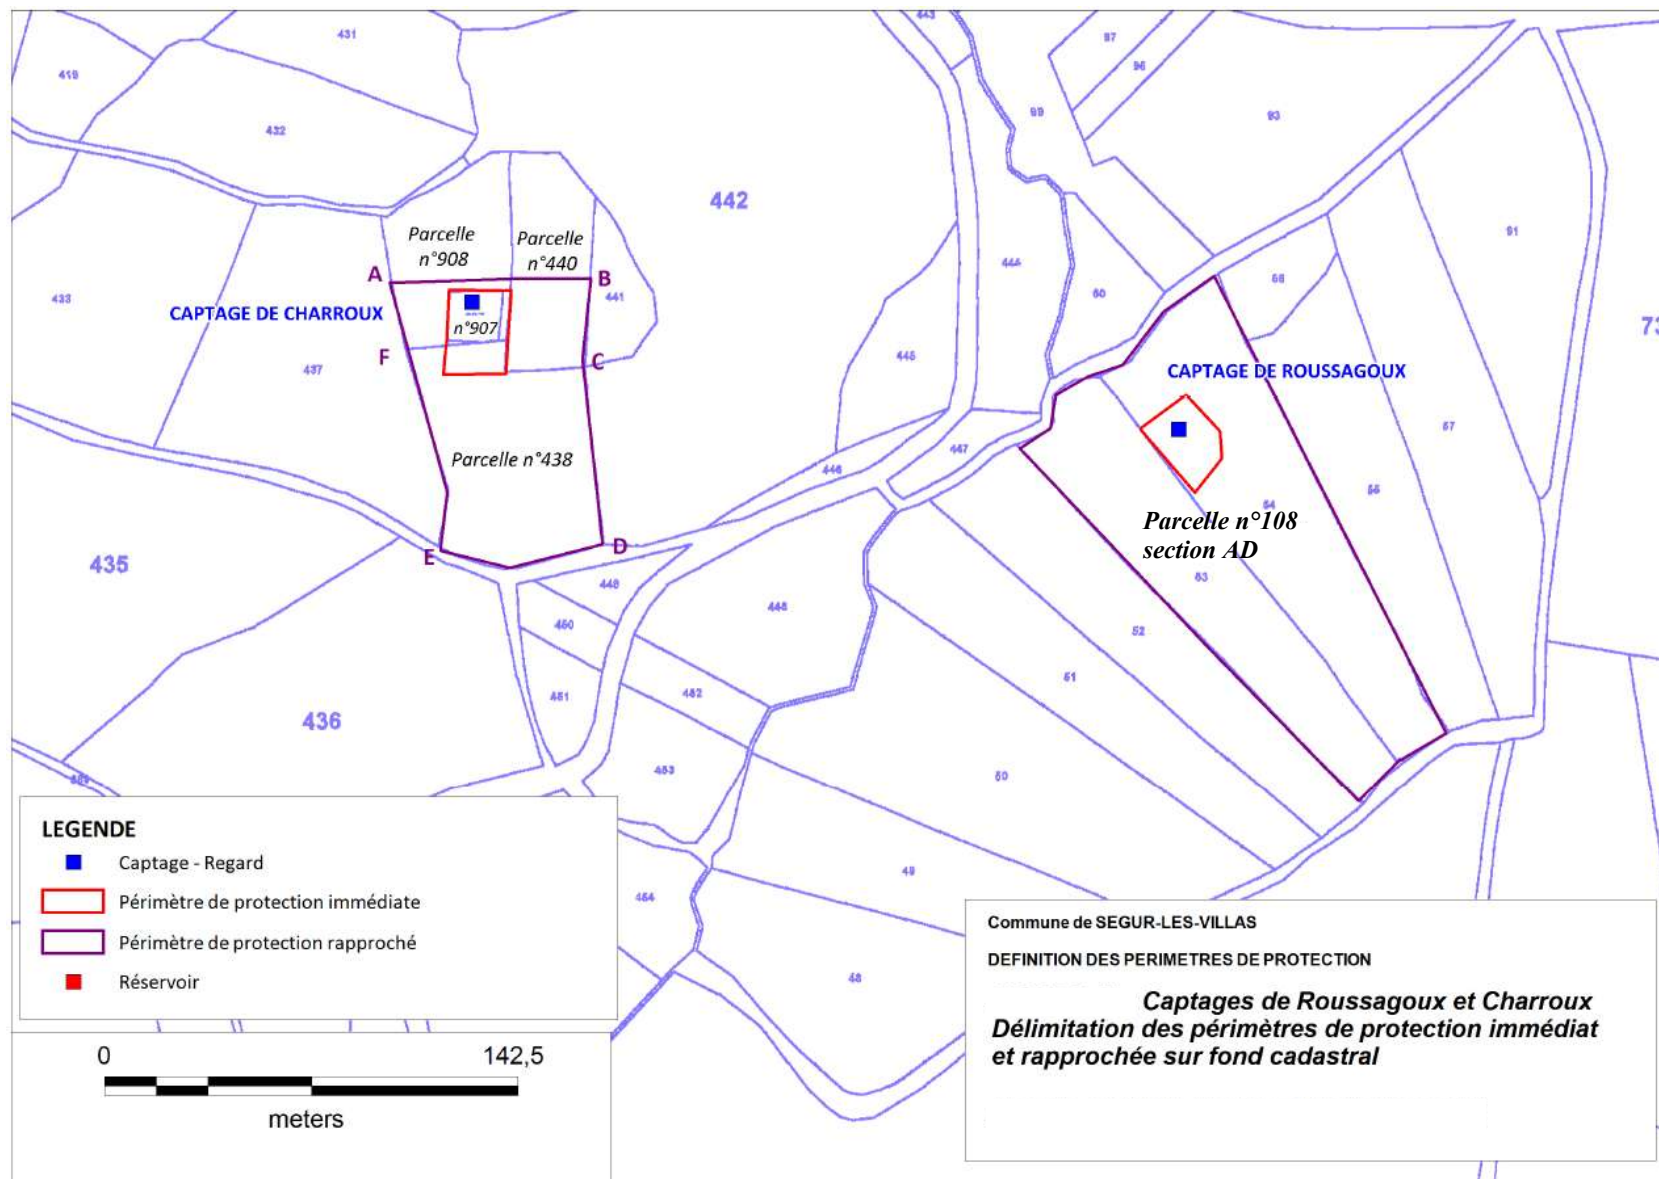 443
431
97
419
96
99
93
432
442
91
Parcelle
n°908
Parcelle
n°440
A
B
444
68
433
60
441
CAPTAGE DE CHARROUX
n°907
F
C
445
437
CAPTAGE DE ROUSSAGOUX
57
Parcelle n°438
446
447
55
54
Parcelle n°108
section AD
D
E
435
53
449
448
450
52
51
451
452
436
453
50
49
454
48
LEGENDE
Captage - Regard
Périmètre de protection immédiate
Périmètre de protection rapproché
Réservoir
0
142,5
meters
Commune de SEGUR-LES-VILLAS
DEFINITION DES PERIMETRES DE PROTECTION
Captages de Roussagoux et Charroux
Délimitation des périmètres de protection immédiat
et rapprochée sur fond cadastral